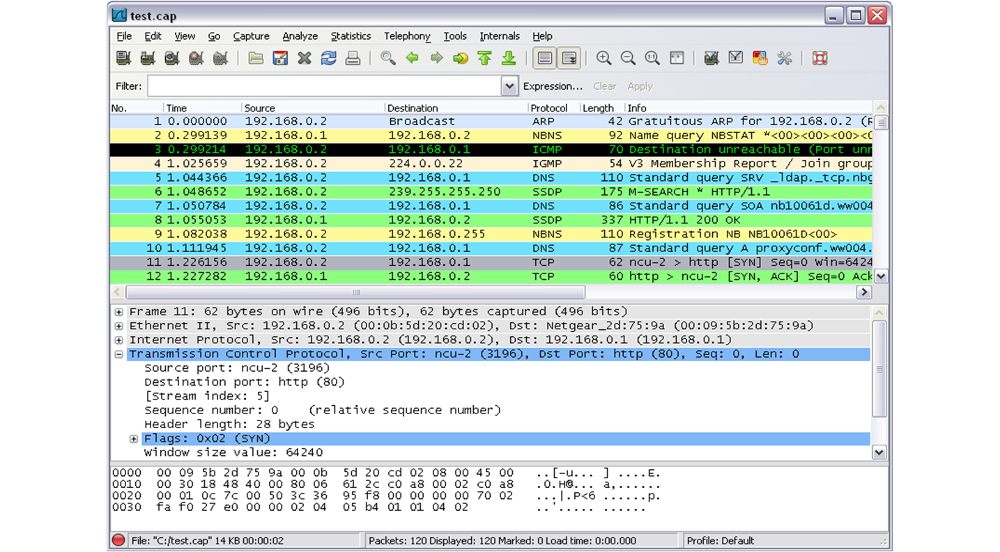 test.cap
File Edit View Go Capture Analyze Statistics Telephony Tools Internals Help
Filter: Expression... Clear Apply
No. Time Source Destination Protocol Length Info
1 0.000000 192.168.0.2 Broadcast ARP 42 Gratuitous ARP for 192.168.0.2 (R
2 0.299139 192.168.0.1 192.168.0.2 NBNS 92 Name query NBSTAT *<00><00><00><0
3 0.299214 192.168.0.2 192.168.0.1 ICMP 70 Destination unreachable (Port unr
4 1.025659 192.168.0.2 224.0.0.22 IGMP 54 V3 Membership Report / Join group
5 1.044366 192.168.0.2 192.168.0.1 DNS 110 Standard query SRV _ldap._tcp.nbg
6 1.048652 192.168.0.2 239.255.255.250 SSDP 175 M-SEARCH * HTTP/1.1
7 1.050784 192.168.0.2 192.168.0.1 DNS 86 Standard query SOA nb10061d.ww004
8 1.055053 192.168.0.1 192.168.0.2 SSDP 337 HTTP/1.1 200 OK
9 1.082038 192.168.0.2 192.168.0.255 NBNS 110 Registration NB NB10061D<00>
10 1.111945 192.168.0.2 192.168.0.1 DNS 87 Standard query A proxyconf.ww004.
11 1.226156 192.168.0.2 192.168.0.1 TCP 62 ncu-2 > http [SYN] Seq=0 Win=6424
12 1.227282 192.168.0.1 192.168.0.2 TCP 60 http > ncu-2 [SYN, ACK] Seq=0 Ack
Frame 11: 62 bytes on wire (496 bits), 62 bytes captured (496 bits)
Ethernet II, Src: 192.168.0.2 (00:0b:5d:20:cd:02), Dst: Netgear_2d:75:9a (00:09:5b:2d:75:9a)
Internet Protocol, Src: 192.168.0.2 (192.168.0.2), Dst: 192.168.0.1 (192.168.0.1)
Transmission Control Protocol, Src Port: ncu-2 (3196), Dst Port: http (80), Seq: 0, Len: 0
Source port: ncu-2 (3196)
Destination port: http (80)
[Stream index: 5]
Sequence number: 0 (relative sequence number)
Header length: 28 bytes
Flags: 0x02 (SYN)
Window size value: 64240
0000 00 09 5b 2d 75 9a 00 0b 5d 20 cd 02 08 00 45 00 ..[-u... ] ....E.
0010 00 30 18 48 40 00 80 06 61 2c c0 a8 00 02 c0 a8 .0.H@... a,......
0020 00 01 0c 7c 00 50 3c 36 95 f8 00 00 00 00 70 02 ...|.P<6 ......p.
0030 fa f0 27 e0 00 00 02 04 05 b4 01 01 04 02 ..'..... ......
File: "C:/test.cap" 14 KB 00:00:02 Packets: 120 Displayed: 120 Marked: 0 Load time: 0:00.000 Profile: Default